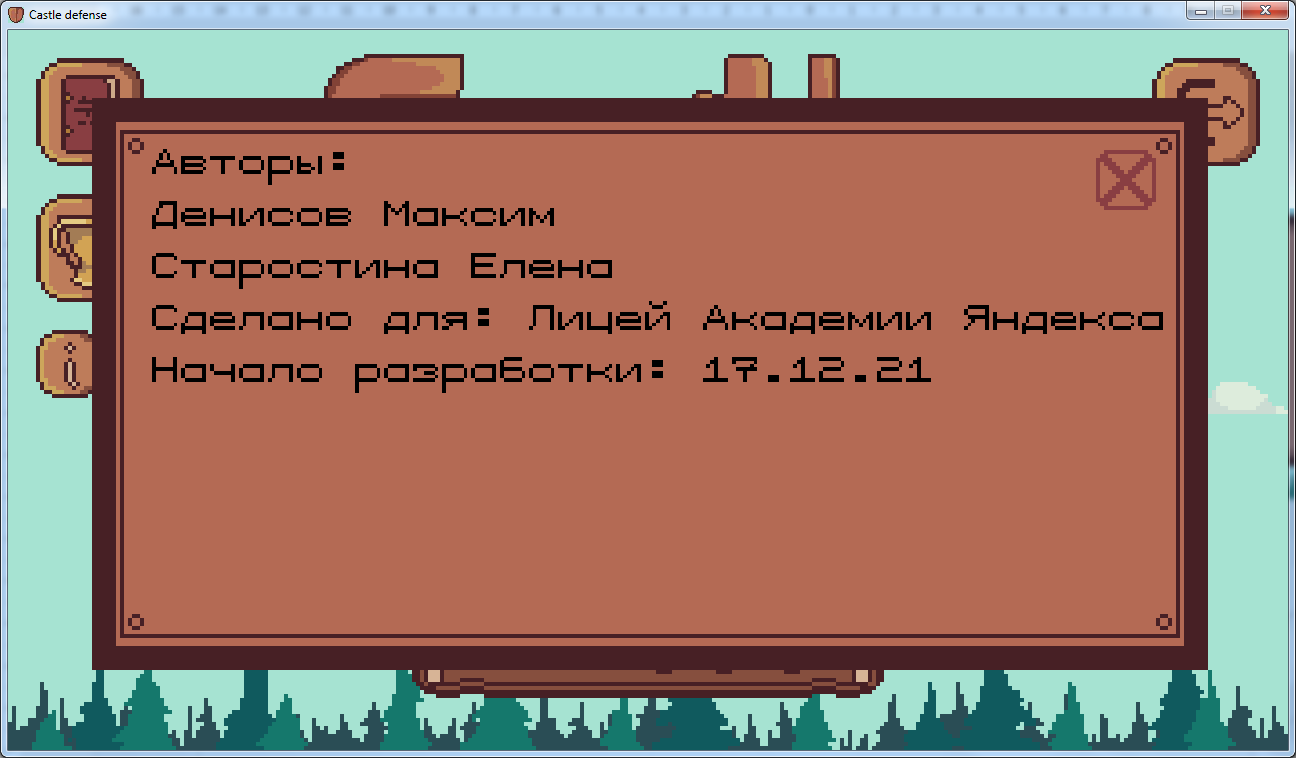 Castle defense
Авторы:
Денисов Максим
Старостина Елена
Сделано для: Лицей Академии Яндекса
Начало разработки: 17.12.21